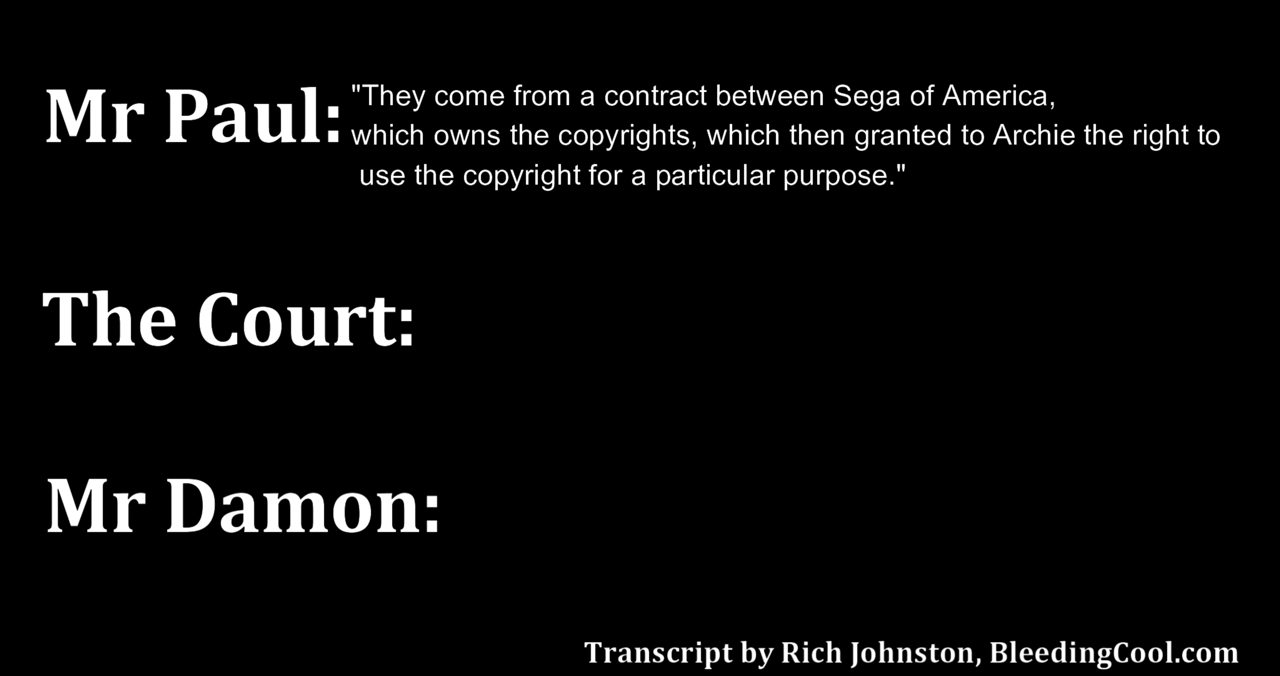 Mr Paul: "They come from a contract between Sega of America,
which owns the copyrights, which then granted to Archie the right to
use the copyright for a particular purpose."
The Court:
Mr Damon:
Transcript by Rich Johnston, BleedingCool.com